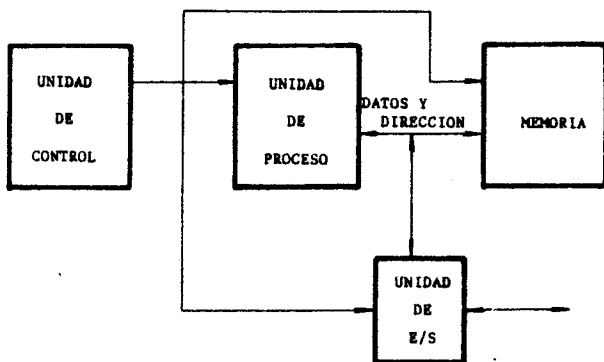 UNIDAD
DE
CONTROL
UNIDAD
DE
PROCESO
DATOS Y
DIRECCION
MEMORIA
UNIDAD
DE
E/S